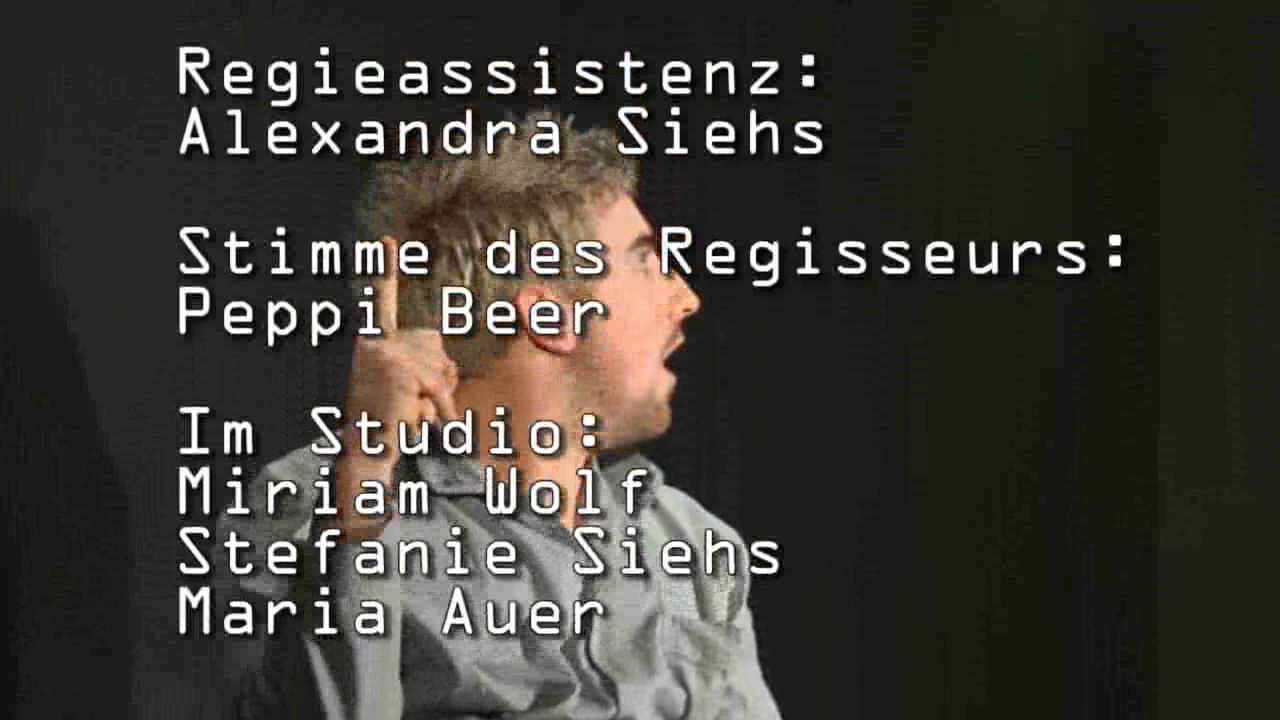 Regieassistenz:
Alexandra Siehs
Stimme des Regisseurs:
Peppi Beer
Im Studio:
Miriam Wolf
Stefanie Siehs
Maria Auer